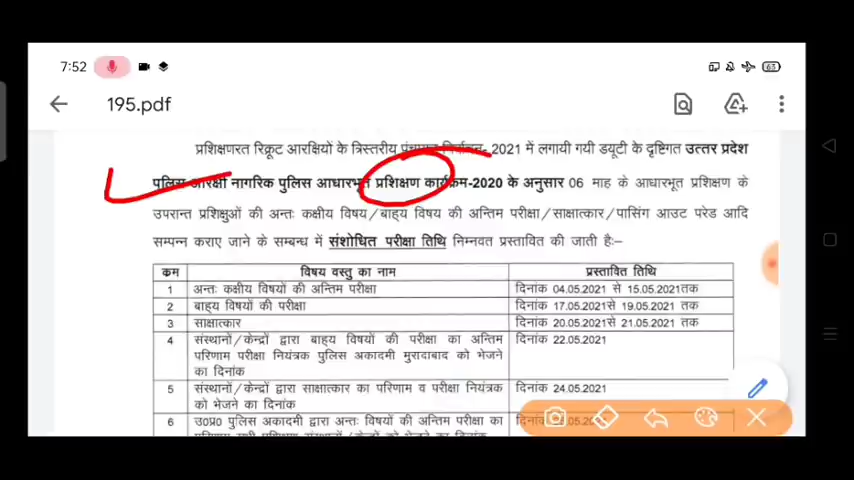 7:52
63
195.pdf
प्रशिक्षणरत रिक्रूट आरक्षियों के त्रिस्तरीय पंचायत निर्वाचन- 2021 में लगायी गयी डयूटी के दृष्टिगत उत्तर प्रदेश
पुलिस आरक्षी नागरिक पुलिस आधारभूत प्रशिक्षण कार्यक्रम-2020 के अनुसार 06 माह के आधारभूत प्रशिक्षण के
उपरान्त प्रशिक्षुओं की अन्तः कक्षीय विषय/बाह्य विषय की अन्तिम परीक्षा/साक्षात्कार/पासिंग आउट परेड आदि
सम्पन्न कराए जाने के सम्बन्ध में संशोधित परीक्षा तिथि निम्नवत प्रस्तावित की जाती हैः–
क्रम विषय वस्तु का नाम प्रस्तावित तिथि
1 अन्तः कक्षीय विषयों की अन्तिम परीक्षा दिनांक 04.05.2021 से 15.05.2021तक
2 बाह्य विषयों की परीक्षा दिनांक 17.05.2021से 19.05.2021 तक
3 साक्षात्कार दिनांक 20.05.2021से 21.05.2021 तक
4 संस्थानों/केन्द्रों द्वारा बाह्य विषयों की परीक्षा का अन्तिम दिनांक 22.05.2021
परिणाम परीक्षा नियंत्रक पुलिस अकादमी मुरादाबाद को भेजने
का दिनांक
5 संस्थानों/केन्द्रों द्वारा साक्षात्कार का परिणाम व परीक्षा नियंत्रक दिनांक 24.05.2021
को भेजने का दिनांक
6 उ0प्र0 पुलिस अकादमी द्वारा अन्तः विषयों की अन्तिम परीक्षा का